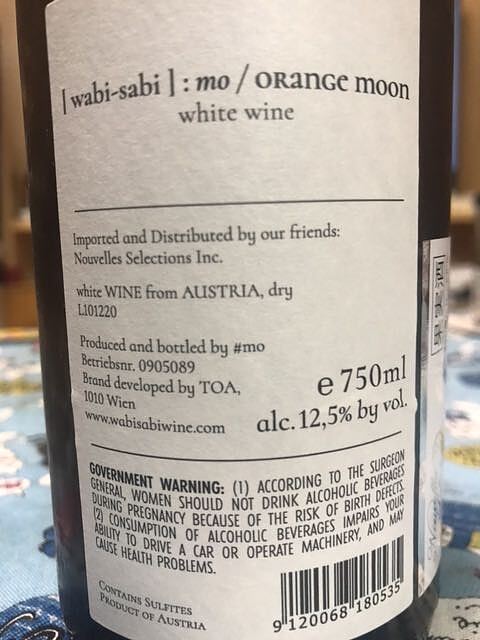 [wabi-sabi] : mo / ORANGE moon
white wine
Imported and Distributed by our friends:
Nouvelles Selections Inc.
white WINE from AUSTRIA, dry
L101220
Produced and bottled by #mo
Betriebsnr. 0905089
Brand developed by TOA,
1010 Wien
www.wabisabiwine.com
e 750ml
alc. 12,5% by vol.
GOVERNMENT WARNING: (1) ACCORDING TO THE SURGEON
GENERAL, WOMEN SHOULD NOT DRINK ALCOHOLIC BEVERAGES
DURING PREGNANCY BECAUSE OF THE RISK OF BIRTH DEFECTS.
(2) CONSUMPTION OF ALCOHOLIC BEVERAGES IMPAIRS YOUR
ABILITY TO DRIVE A CAR OR OPERATE MACHINERY, AND MAY
CAUSE HEALTH PROBLEMS.
CONTAINS SULFITES
PRODUCT OF AUSTRIA
9 120068 180535